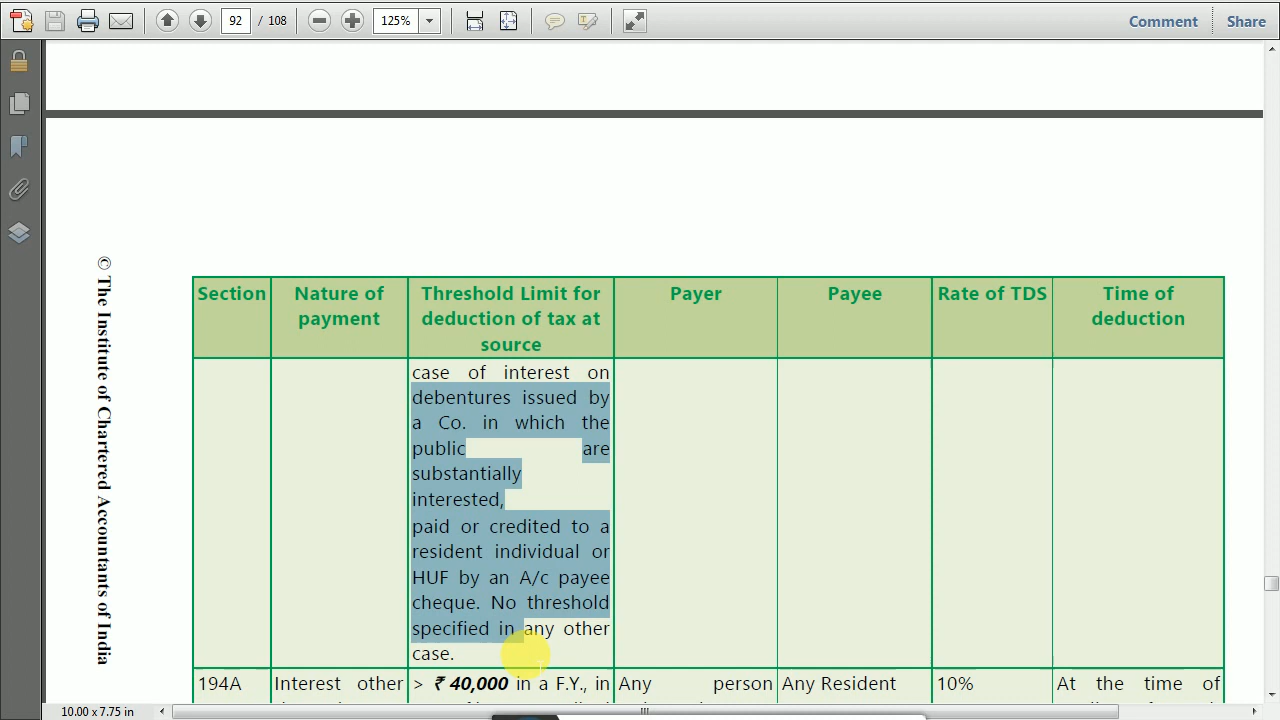 92 / 108 125% Comment Share
© The Institute of Chartered Accountants of India
Section
Nature of
payment
Threshold Limit for
deduction of tax at
source
Payer
Payee
Rate of TDS
Time of
deduction
case of interest on
debentures issued by
a Co. in which the
public are
substantially
interested,
paid or credited to a
resident individual or
HUF by an A/c payee
cheque. No threshold
specified in any other
case.
194A
Interest other
> ₹ 40,000 in a F.Y., in
Any person
Any Resident
10%
At the time of
10.00 x 7.75 in